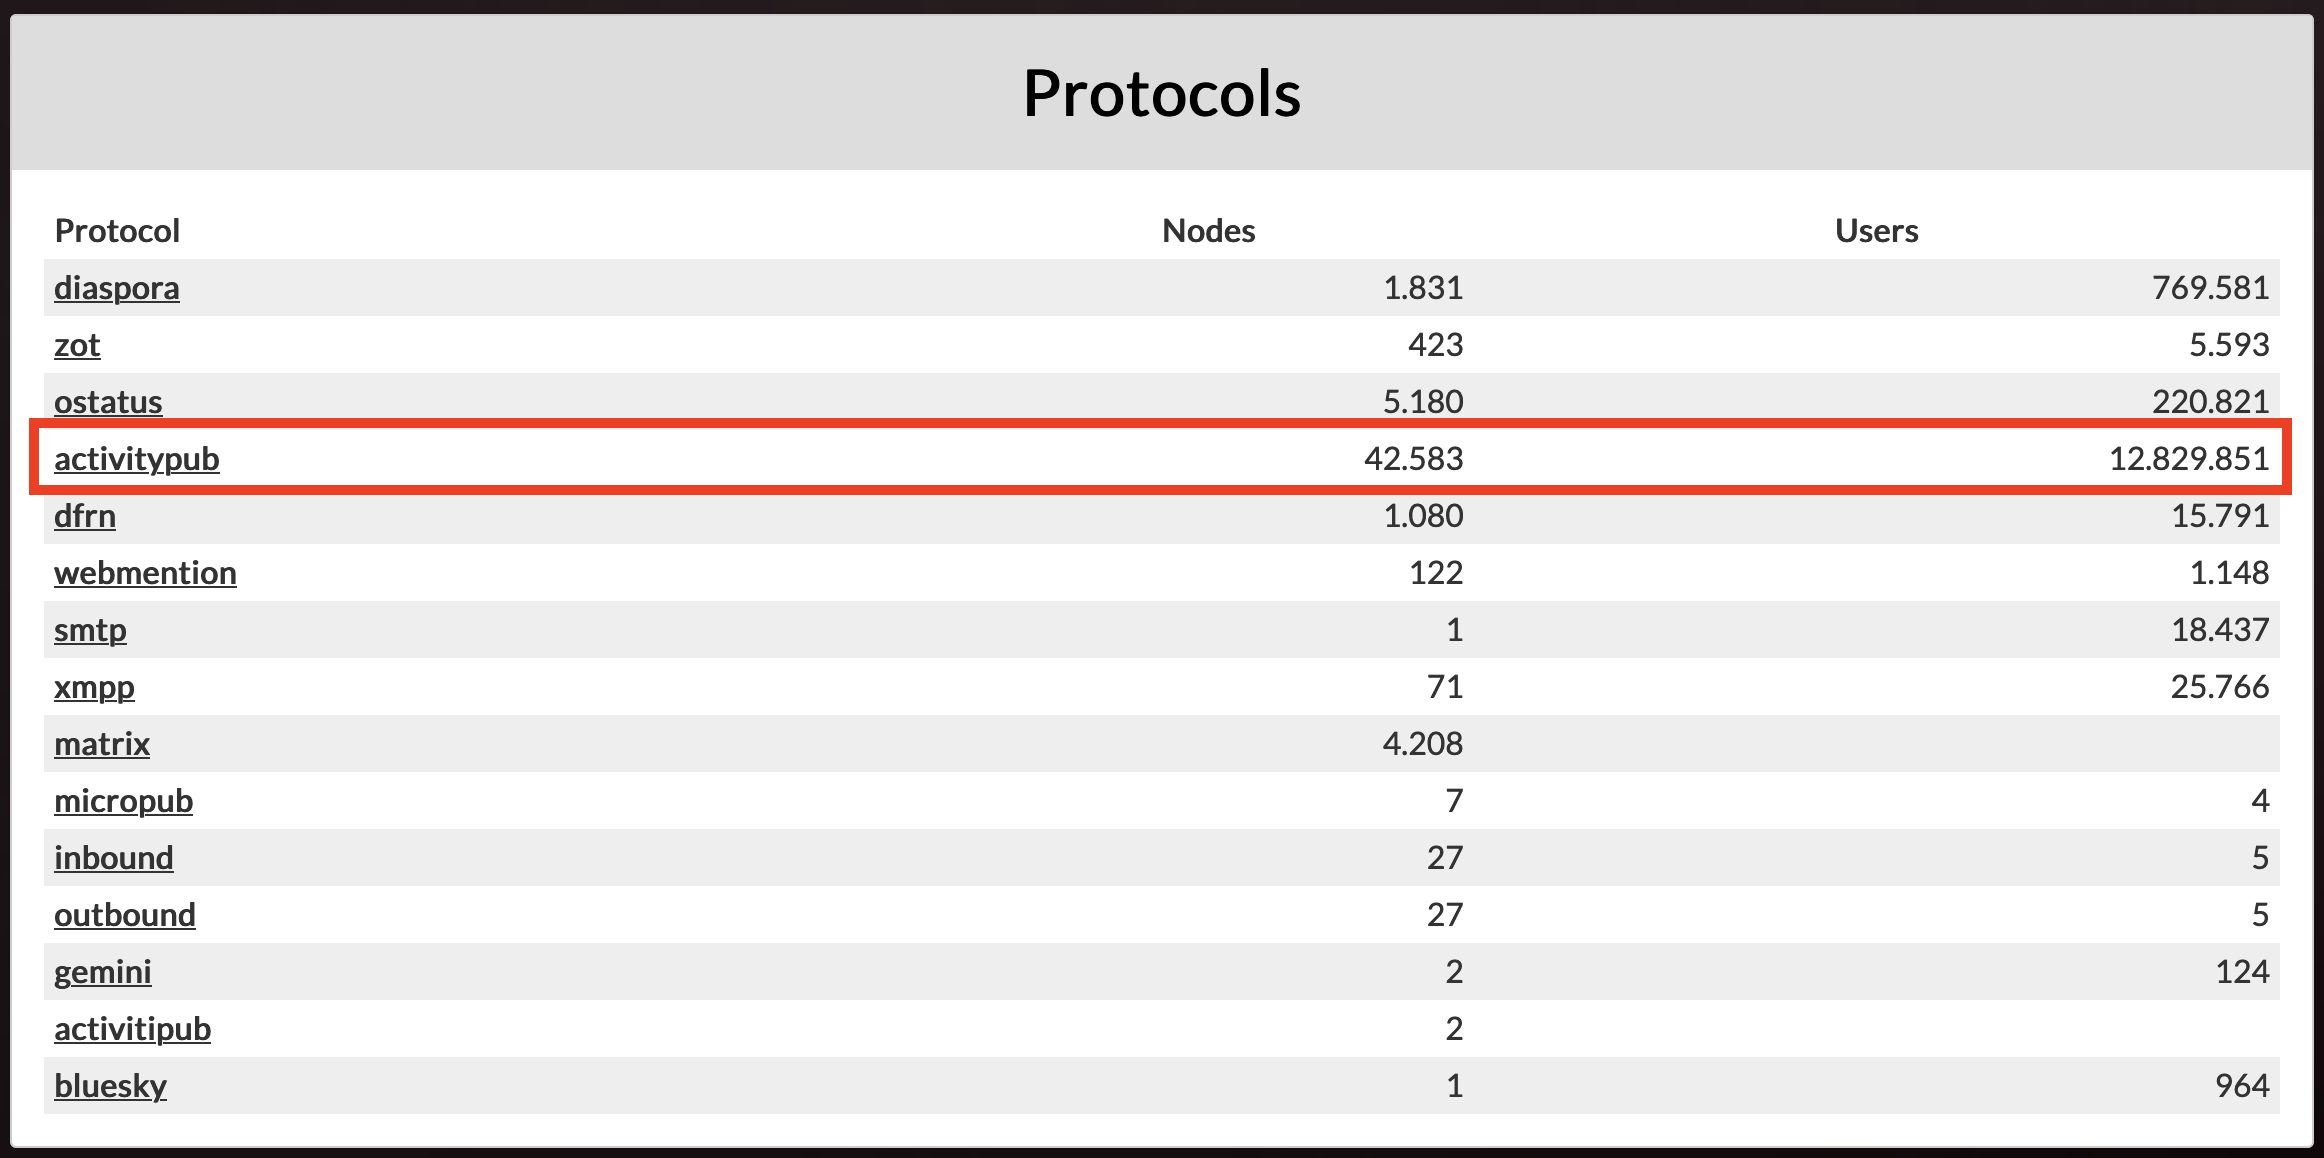 Protocols
Protocol Nodes Users
diaspora 1.831 769.581
zot 423 5.593
ostatus 5.180 220.821
activitypub 42.583 12.829.851
dfrn 1.080 15.791
webmention 122 1.148
smtp 1 18.437
xmpp 71 25.766
matrix 4.208
micropub 7 4
inbound 27 5
outbound 27 5
gemini 2 124
activitipub 2
bluesky 1 964